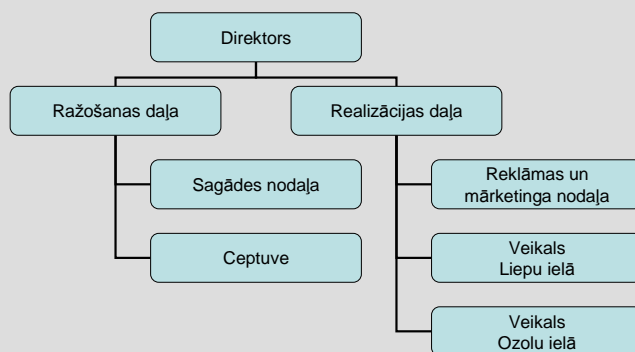 Direktors
Ražošanas daļa
Realizācijas daļa
Sagādes nodaļa
Ceptuve
Reklāmas un
mārketinga nodaļa
Veikals
Liepu ielā
Veikals
Ozolu ielā